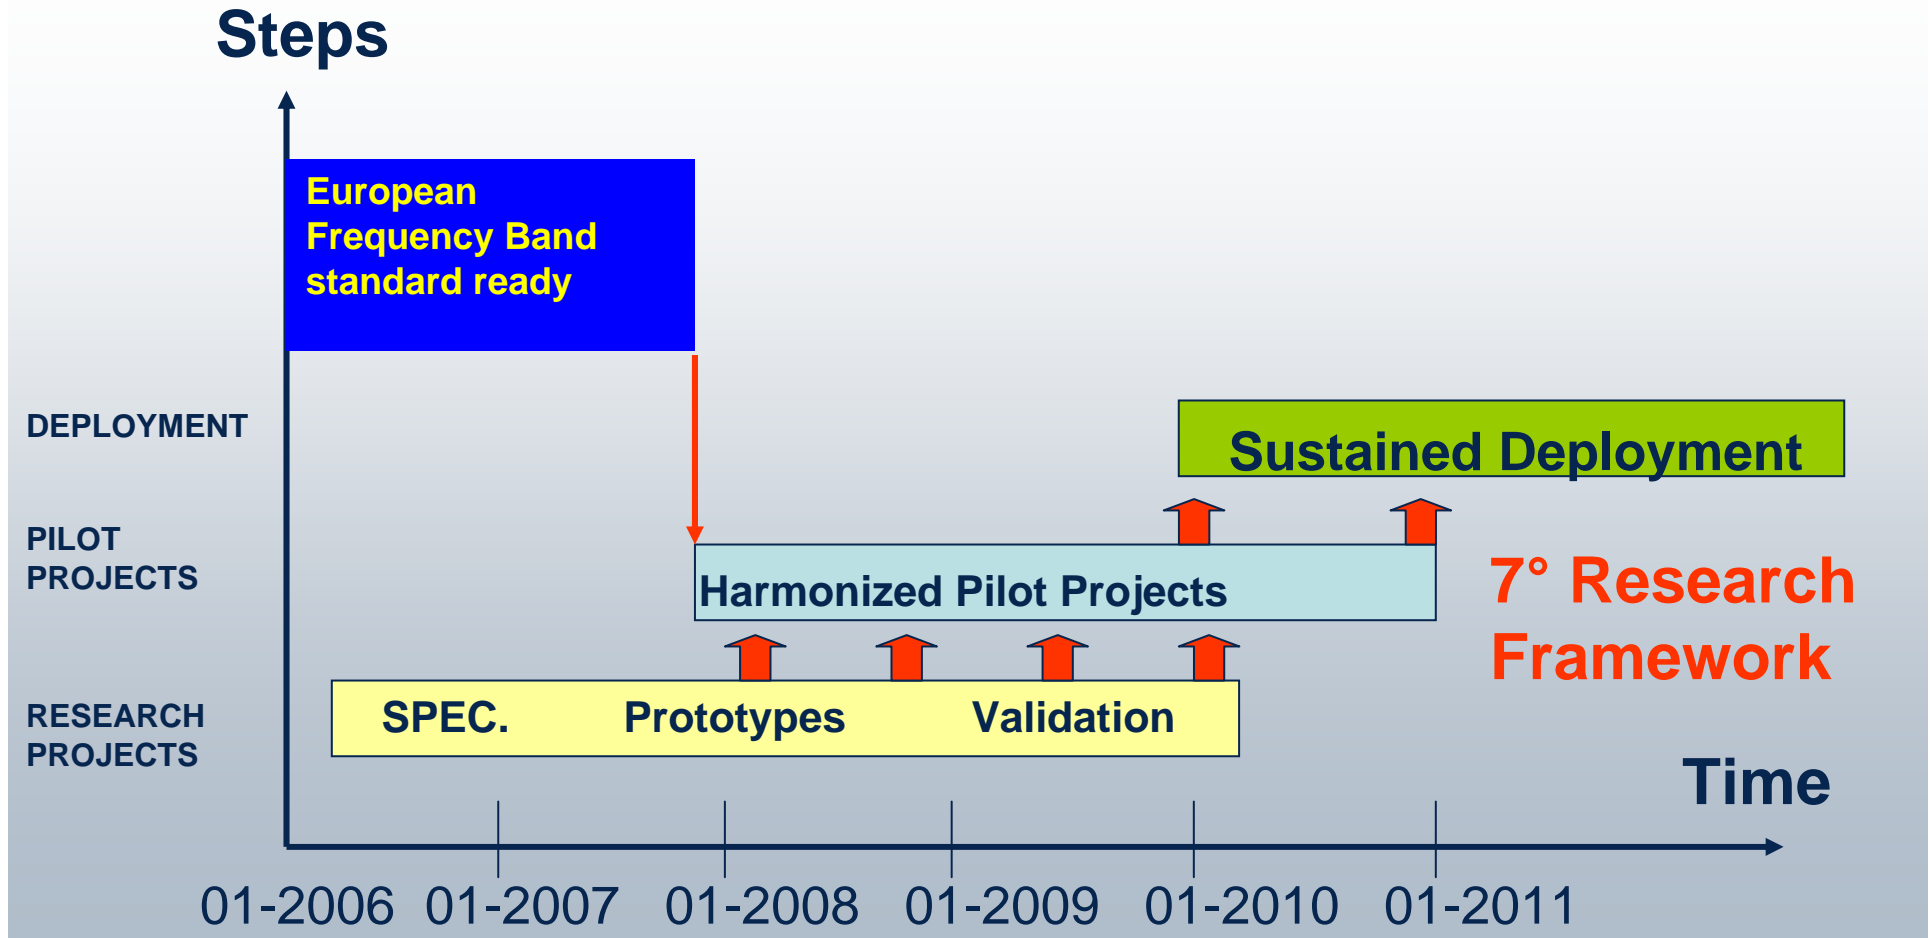 Steps
European
Frequency Band
standard ready
DEPLOYMENT
Sustained Deployment
PILOT
PROJECTS
Harmonized Pilot Projects
7° Research
Framework
RESEARCH
PROJECTS
SPEC. Prototypes Validation
Time
01-2006 01-2007 01-2008 01-2009 01-2010 01-2011